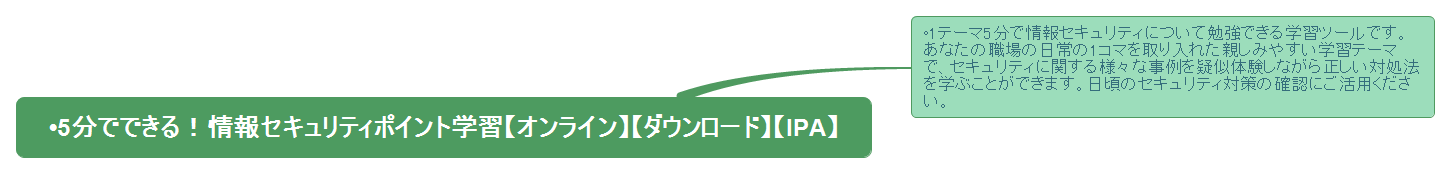 •1テーマ5分で情報セキュリティについて勉強できる学習ツールです。
あなたの職場の日常の1コマを取り入れた親しみやすい学習テーマ
で、セキュリティに関する様々な事例を疑似体験しながら正しい対処法
を学ぶことができます。日頃のセキュリティ対策の確認にご活用くださ
い。
•5分でできる！情報セキュリティポイント学習【オンライン】【ダウンロード】【IPA】